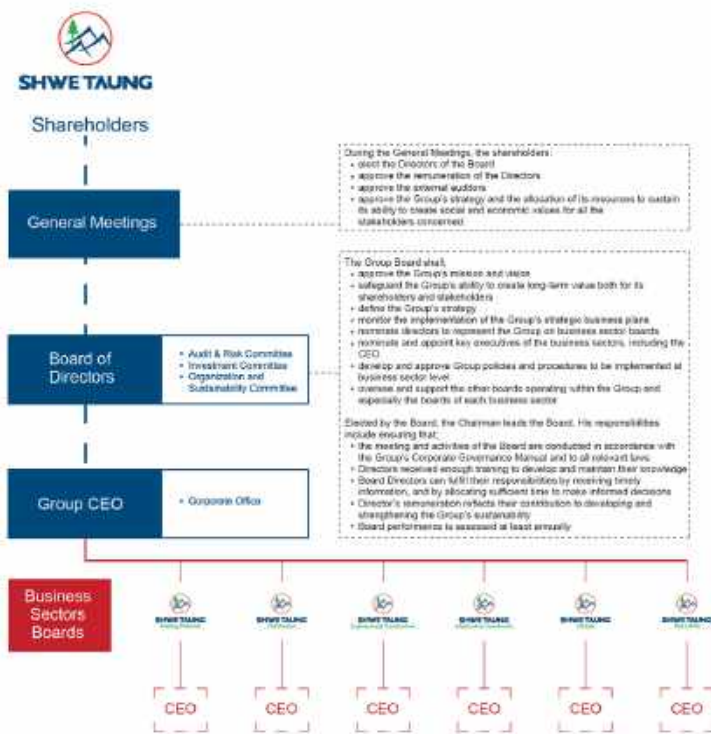 SHWE TAUNG
Shareholders
General Meetings
During the General Meetings, the shareholders:
• elect the Directors of the Board
• approve the remuneration of the Directors
• approve the external auditors
• approve the Group's strategy and the allocation of its resources to sustain
its ability to create social and economic values for all the
stakeholders concerned
Board of
Directors
• Audit & Risk Committee
• Investment Committee
• Organization and
Sustainability Committee
The Group Board shall:
• approve the Group's mission and vision
• safeguard the Group's ability to create long-term value both for its
shareholders and stakeholders
• define the Group's strategy
• monitor the implementation of the Group's strategic business plans
• nominate directors to represent the Group on business sector boards
• nominate and appoint key executives of the business sectors, including the
CEO
• develop and approve Group policies and procedures to be implemented at
business sector level
• oversee and support the other boards operating within the Group and
especially the boards of each business sector
Elected by the Board, the Chairman leads the Board. His responsibilities
include ensuring that:
• the meeting and activities of the Board are conducted in accordance with
the Group's Corporate Governance Manual and to all relevant laws
• Directors received enough training to develop and maintain their knowledge
• Board Directors can fulfill their responsibilities by receiving timely
information, and by allocating sufficient time to make informed decisions
• Director's remuneration reflects their contribution to developing and
strengthening the Group's sustainability
• Board performance is assessed at least annually
Group CEO
• Corporate Office
Business
Sectors
Boards
SHWE TAUNG
SHWE TAUNG
SHWE TAUNG
SHWE TAUNG
SHWE TAUNG
SHWE TAUNG
CEO
CEO
CEO
CEO
CEO
CEO